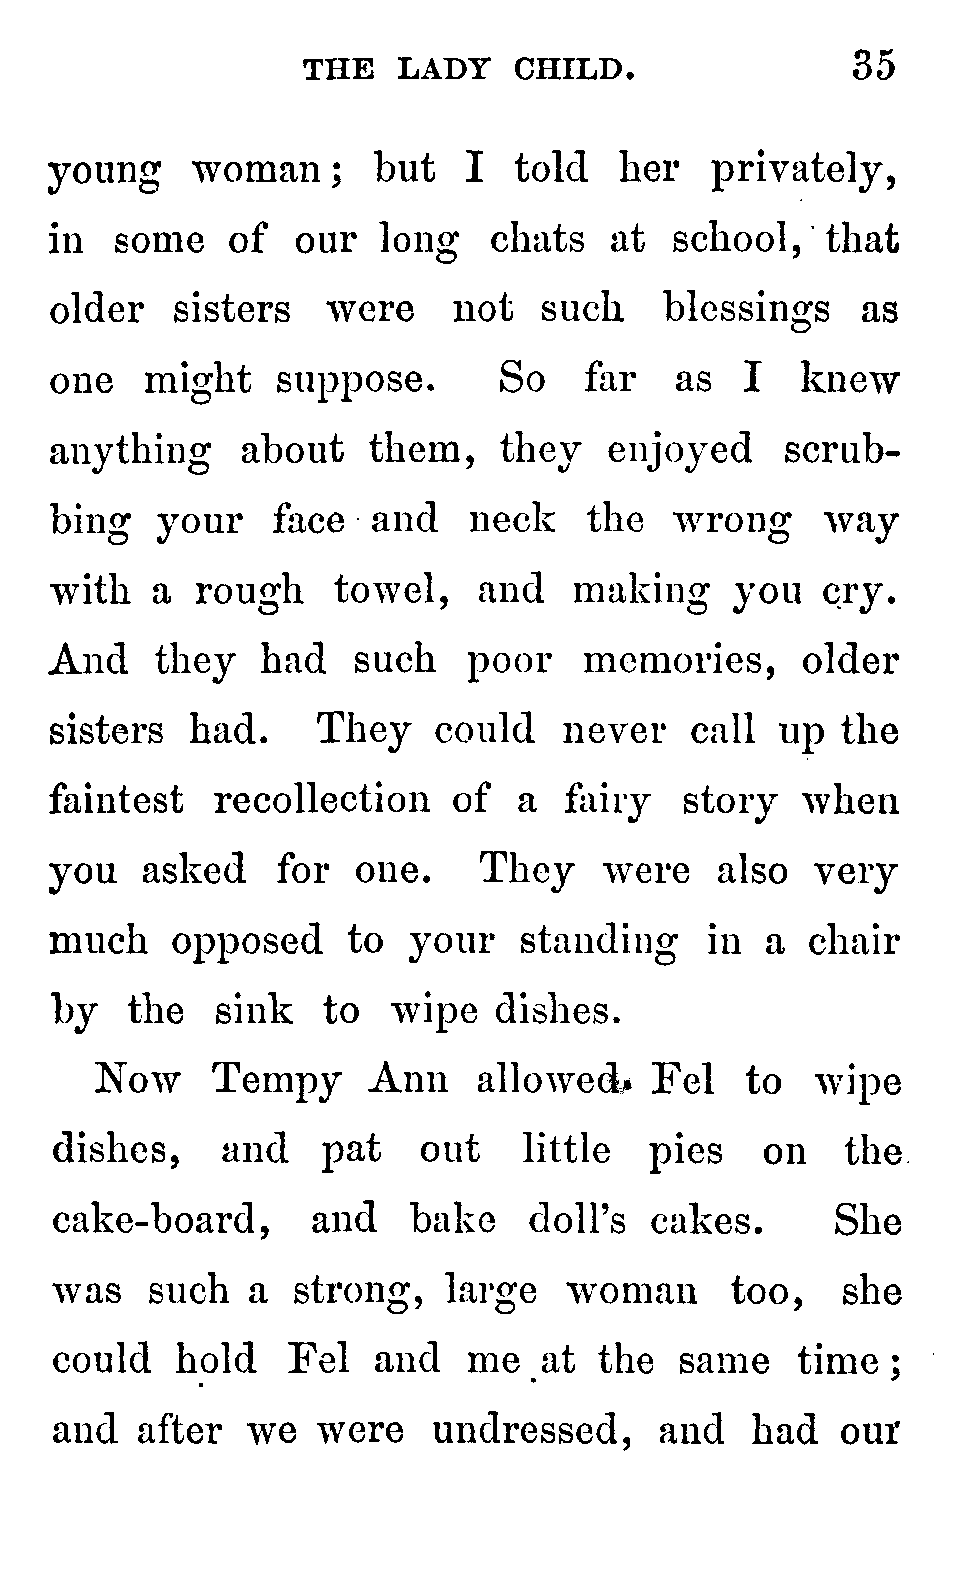 THE LADY CHILD. 35
young woman; but I told her privately,
in some of our long chats at school, that
older sisters were not such blessings as
one might suppose. So far as I knew
anything about them, they enjoyed scrub-
bing your face and neck the wrong way
with a rough towel, and making you cry.
And they had such poor memories, older
sisters had. They could never call up the
faintest recollection of a fairy story when
you asked for one. They were also very
much opposed to your standing in a chair
by the sink to wipe dishes.
Now Tempy Ann allowed Fel to wipe
dishes, and pat out little pies on the
cake-board, and bake doll's cakes. She
was such a strong, large woman too, she
could hold Fel and me at the same time;
and after we were undressed, and had our